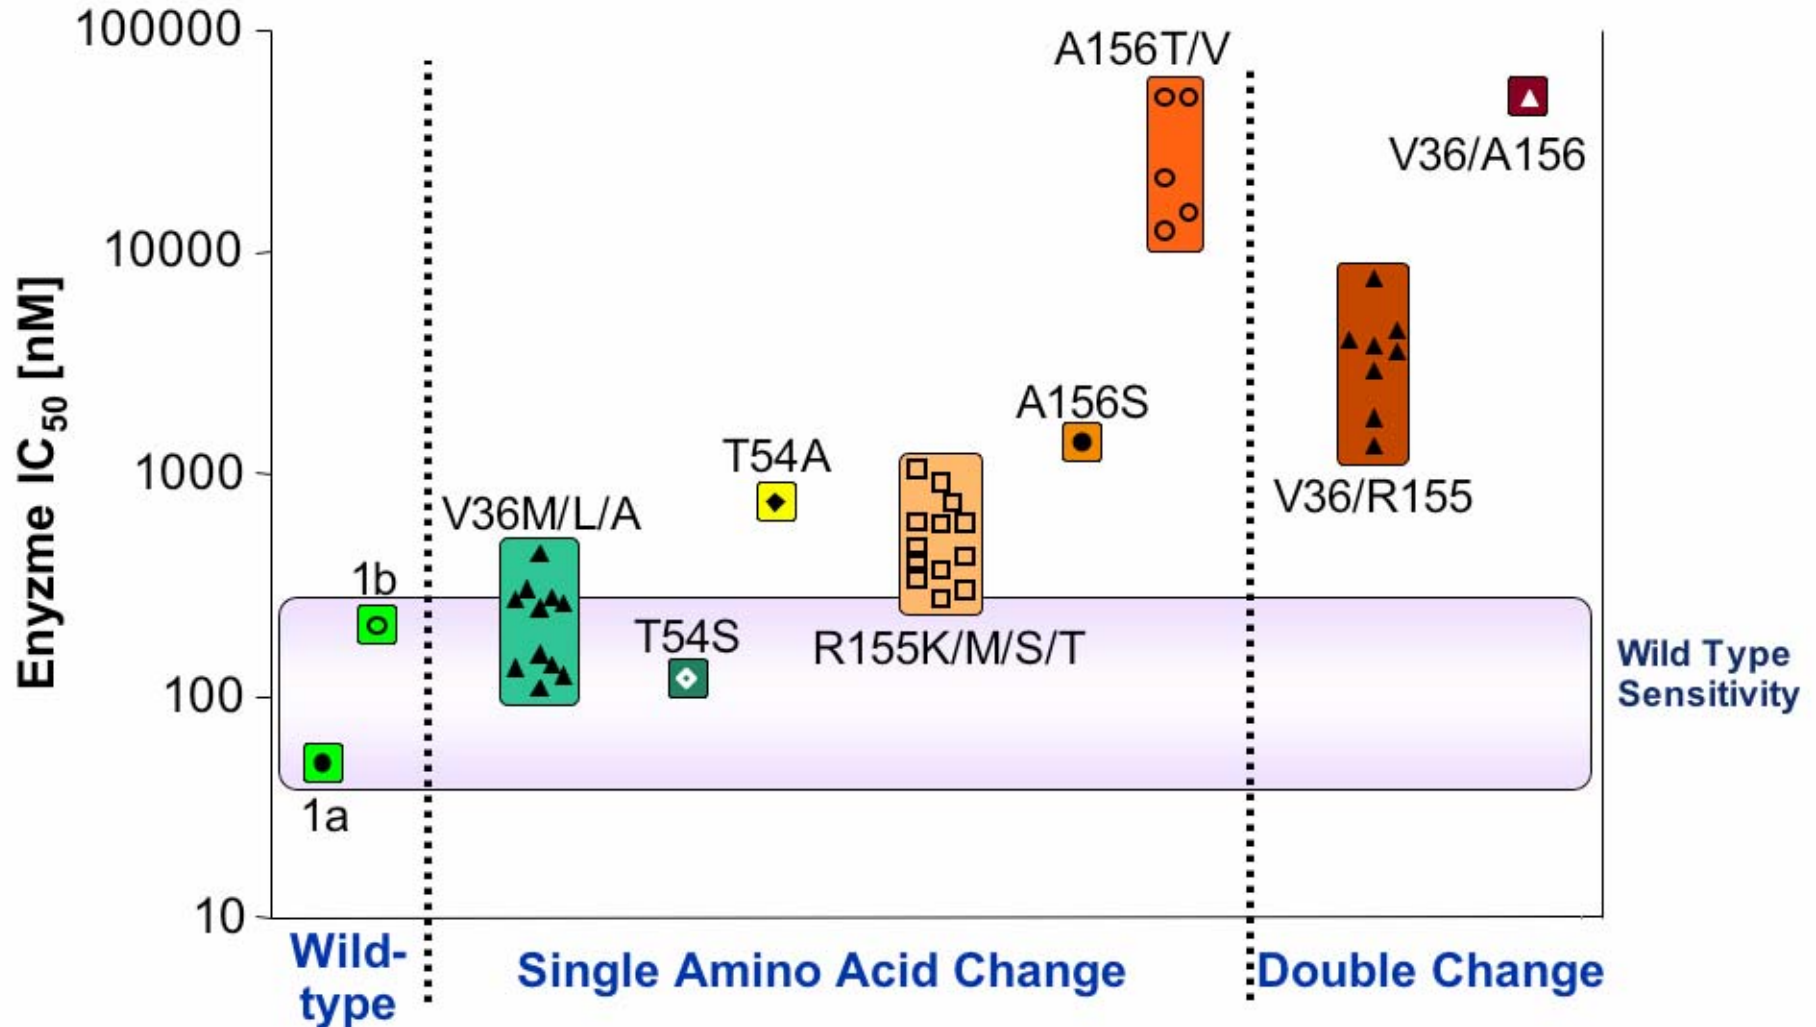 100000
10000
1000
100
10
Enyzme IC50 [nM]
A156T/V
V36/A156
A156S
T54A
V36M/L/A
V36/R155
1b
T54S
R155K/M/S/T
1a
Wild Type
Sensitivity
Wild-
type
Single Amino Acid Change
Double Change